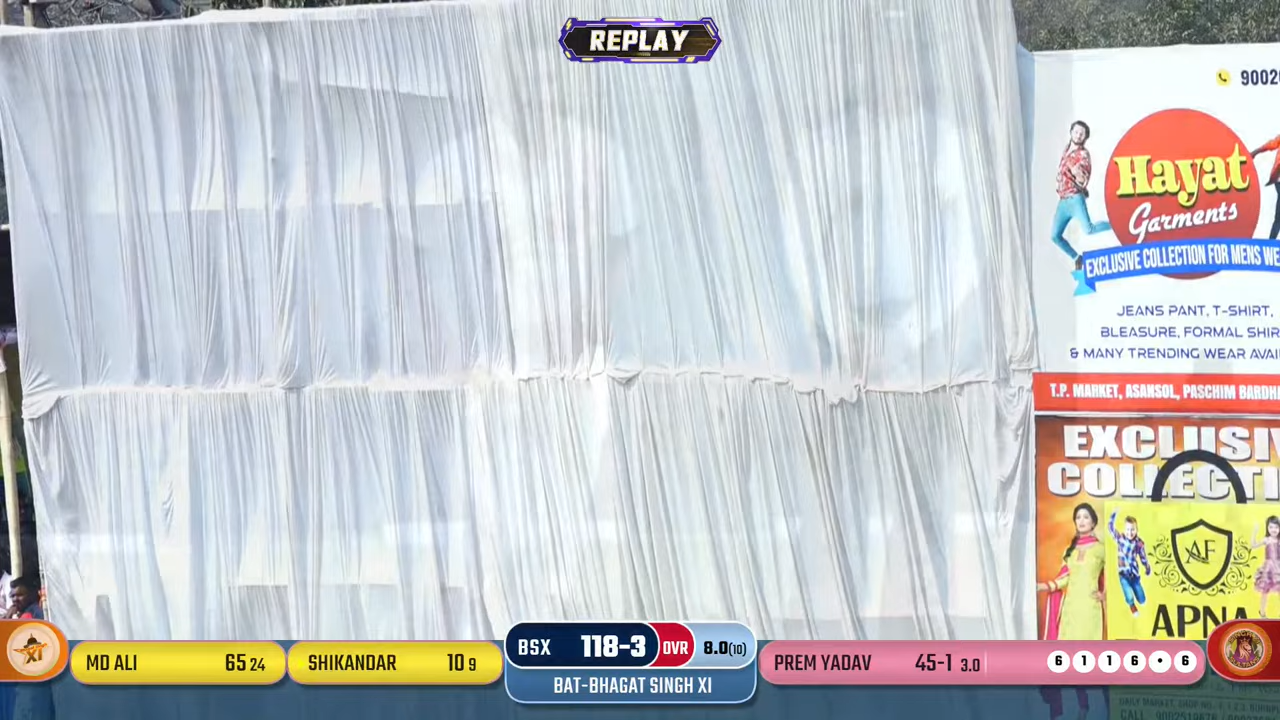 REPLAY
9002
Hayat
Garments
EXCLUSIVE COLLECTION FOR MENS WE
JEANS PANT, T-SHIRT,
BLEASURE, FORMAL SHIR
& MANY TRENDING WEAR AVAI
T.P. MARKET, ASANSOL, PASCHIM BARDH
EXCLUSIV
COLLECTI
AF
APNA
XI
MD ALI 65 24
SHIKANDAR 10 9
BSX 118-3 OVR 8.0(10)
BAT-BHAGAT SINGH XI
PREM YADAV 45-1 3.0
6 1 1 6 • 6